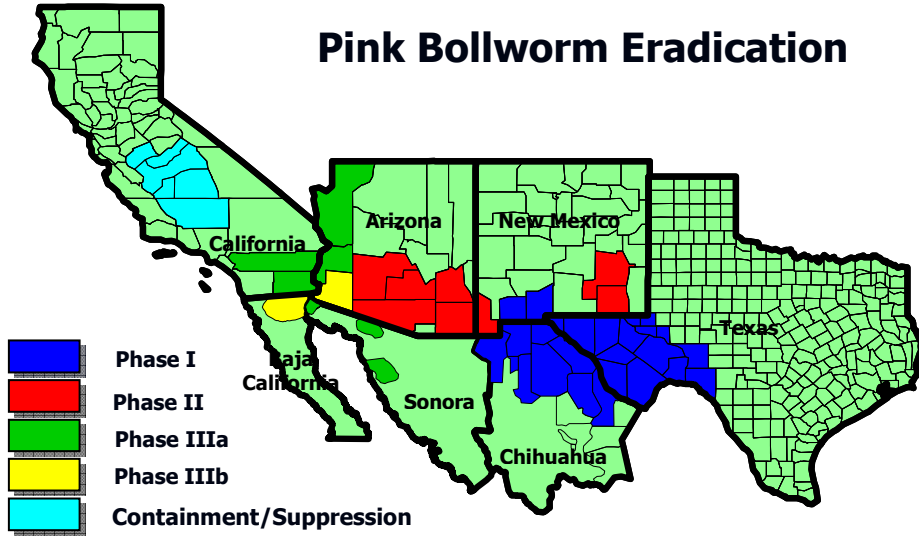 Pink Bollworm Eradication
Arizona
New Mexico
California
Texas
Baja
California
Sonora
Chihuahua
Phase I
Phase II
Phase IIIa
Phase IIIb
Containment/Suppression